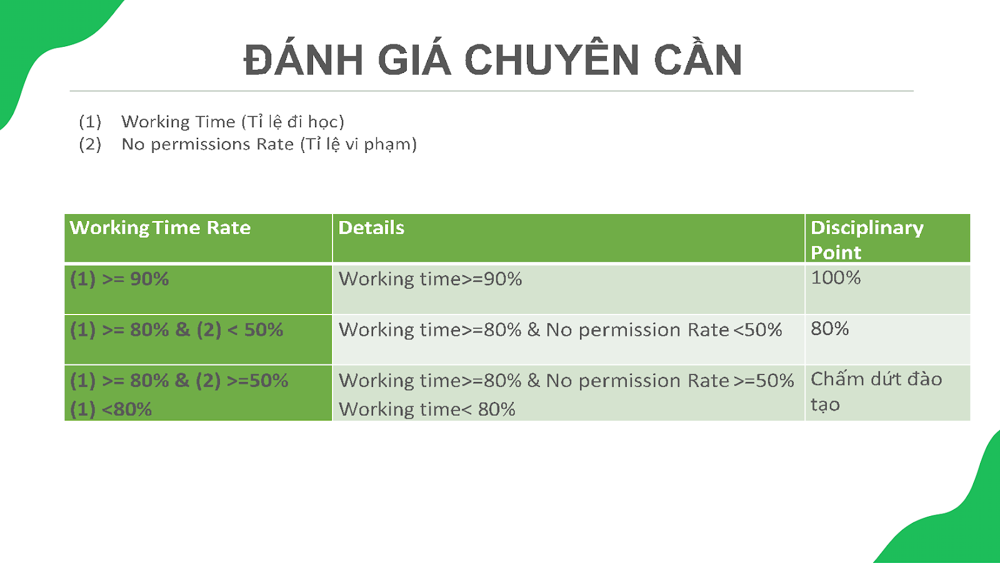 ĐÁNH GIÁ CHUYÊN CẦN
(1) Working Time (Tỉ lệ đi học)
(2) No permissions Rate (Tỉ lệ vi phạm)
Working Time Rate
Details
Disciplinary
Point
(1) >= 90%
Working time>=90%
100%
(1) >= 80% & (2) < 50%
Working time>=80% & No permission Rate <50%
80%
(1) >= 80% & (2) >=50%
(1) <80%
Working time>=80% & No permission Rate >=50%
Working time< 80%
Chấm dứt đào
tạo